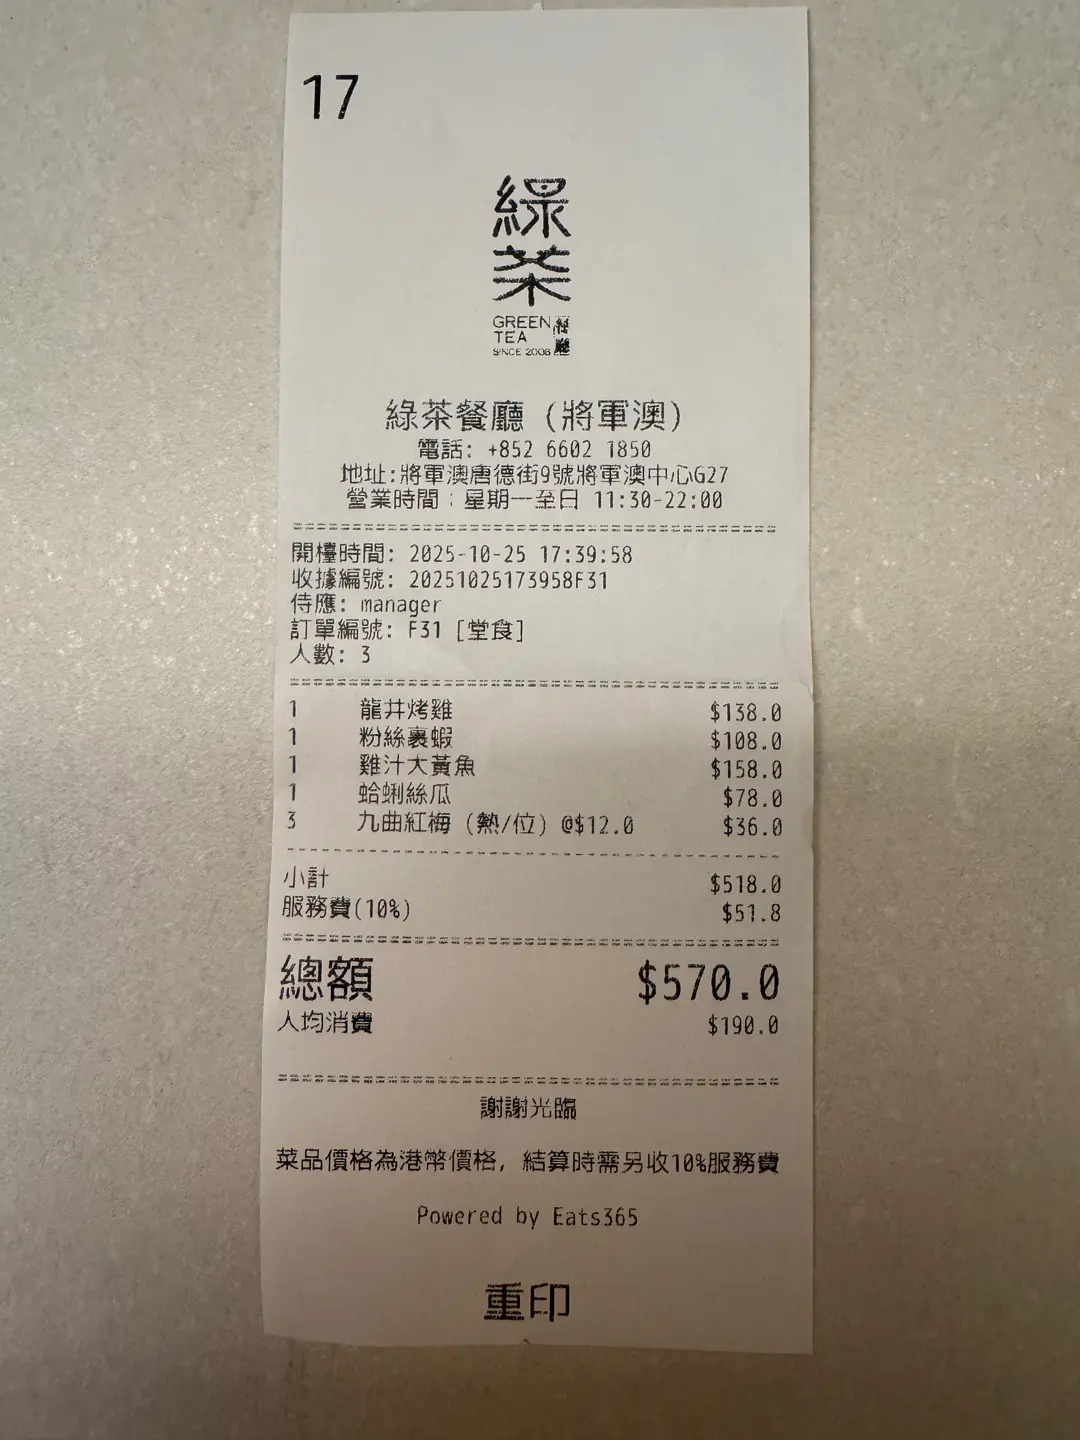 17
綠
茶
GREEN 餐
TEA 廳
SINCE 2008
綠茶餐廳 (將軍澳)
電話: +852 6602 1850
地址:將軍澳唐德街9號將軍澳中心G27
營業時間：星期一至日 11:30-22:00
開檯時間: 2025-10-25 17:39:58
收據編號: 20251025173958F31
侍應: manager
訂單編號: F31 [堂食]
人數: 3
1 龍井烤雞 $138.0
1 粉絲裹蝦 $108.0
1 雞汁大黃魚 $158.0
1 蛤蜊絲瓜 $78.0
3 九曲紅梅 (熱/位) @$12.0 $36.0
小計 $518.0
服務費(10%) $51.8
總額 $570.0
人均消費 $190.0
謝謝光臨
菜品價格為港幣價格, 結算時需另收10%服務費
Powered by Eats365
重印